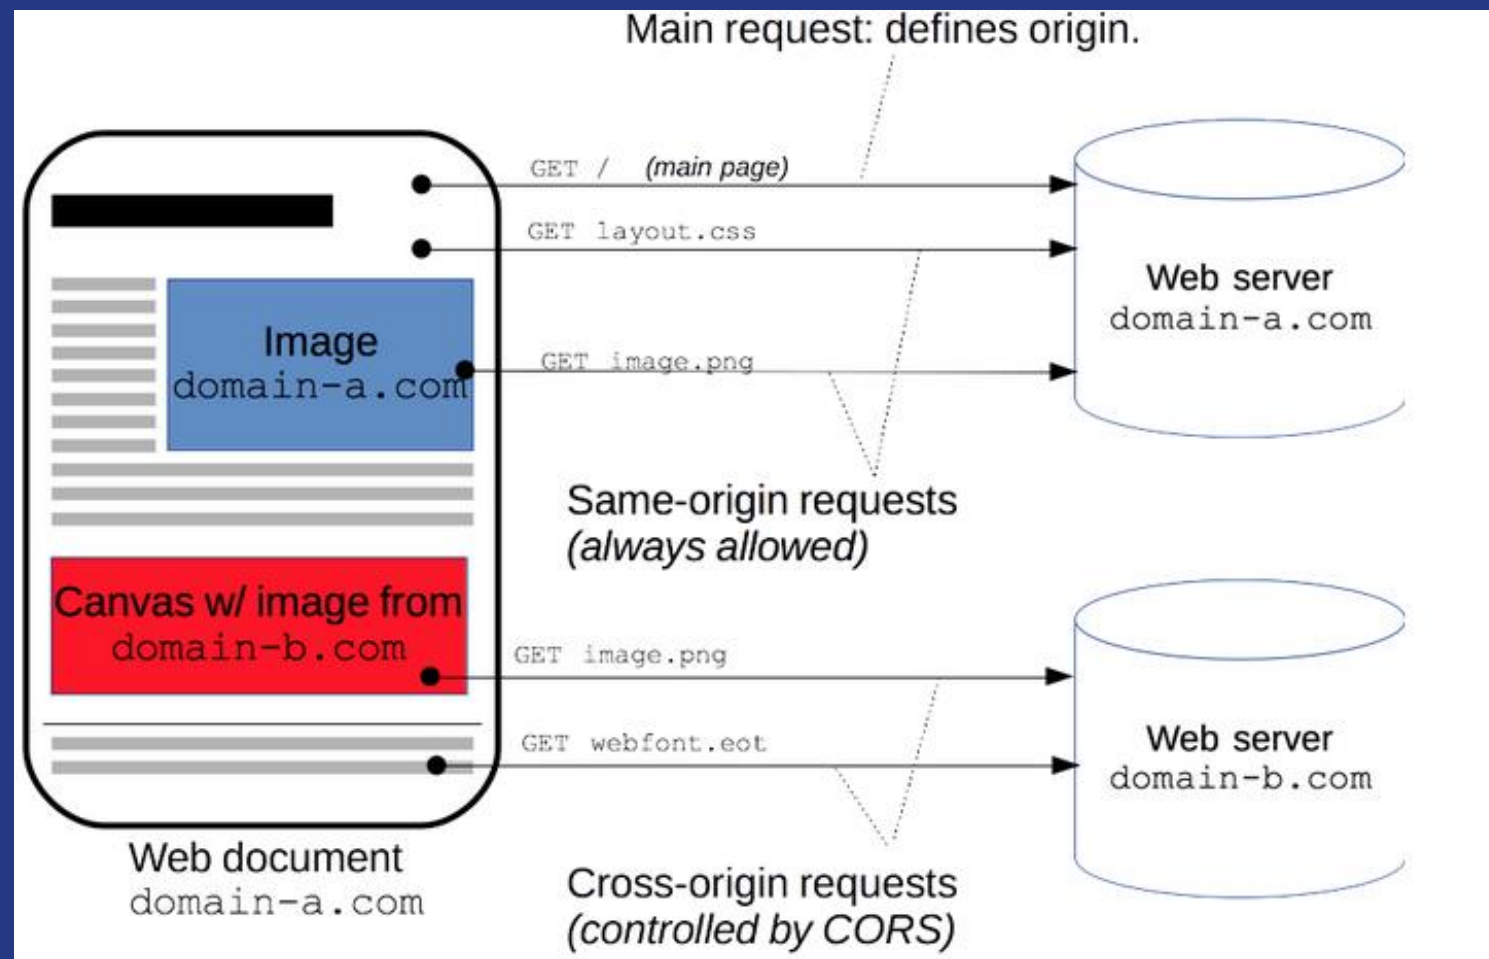 Main request: defines origin.
GET / (main page)
GET layout.css
Image
domain-a.com
GET image.png
Web server
domain-a.com
Same-origin requests
(always allowed)
Canvas w/ image from
domain-b.com
GET image.png
GET webfont.eot
Web server
domain-b.com
Web document
domain-a.com
Cross-origin requests
(controlled by CORS)